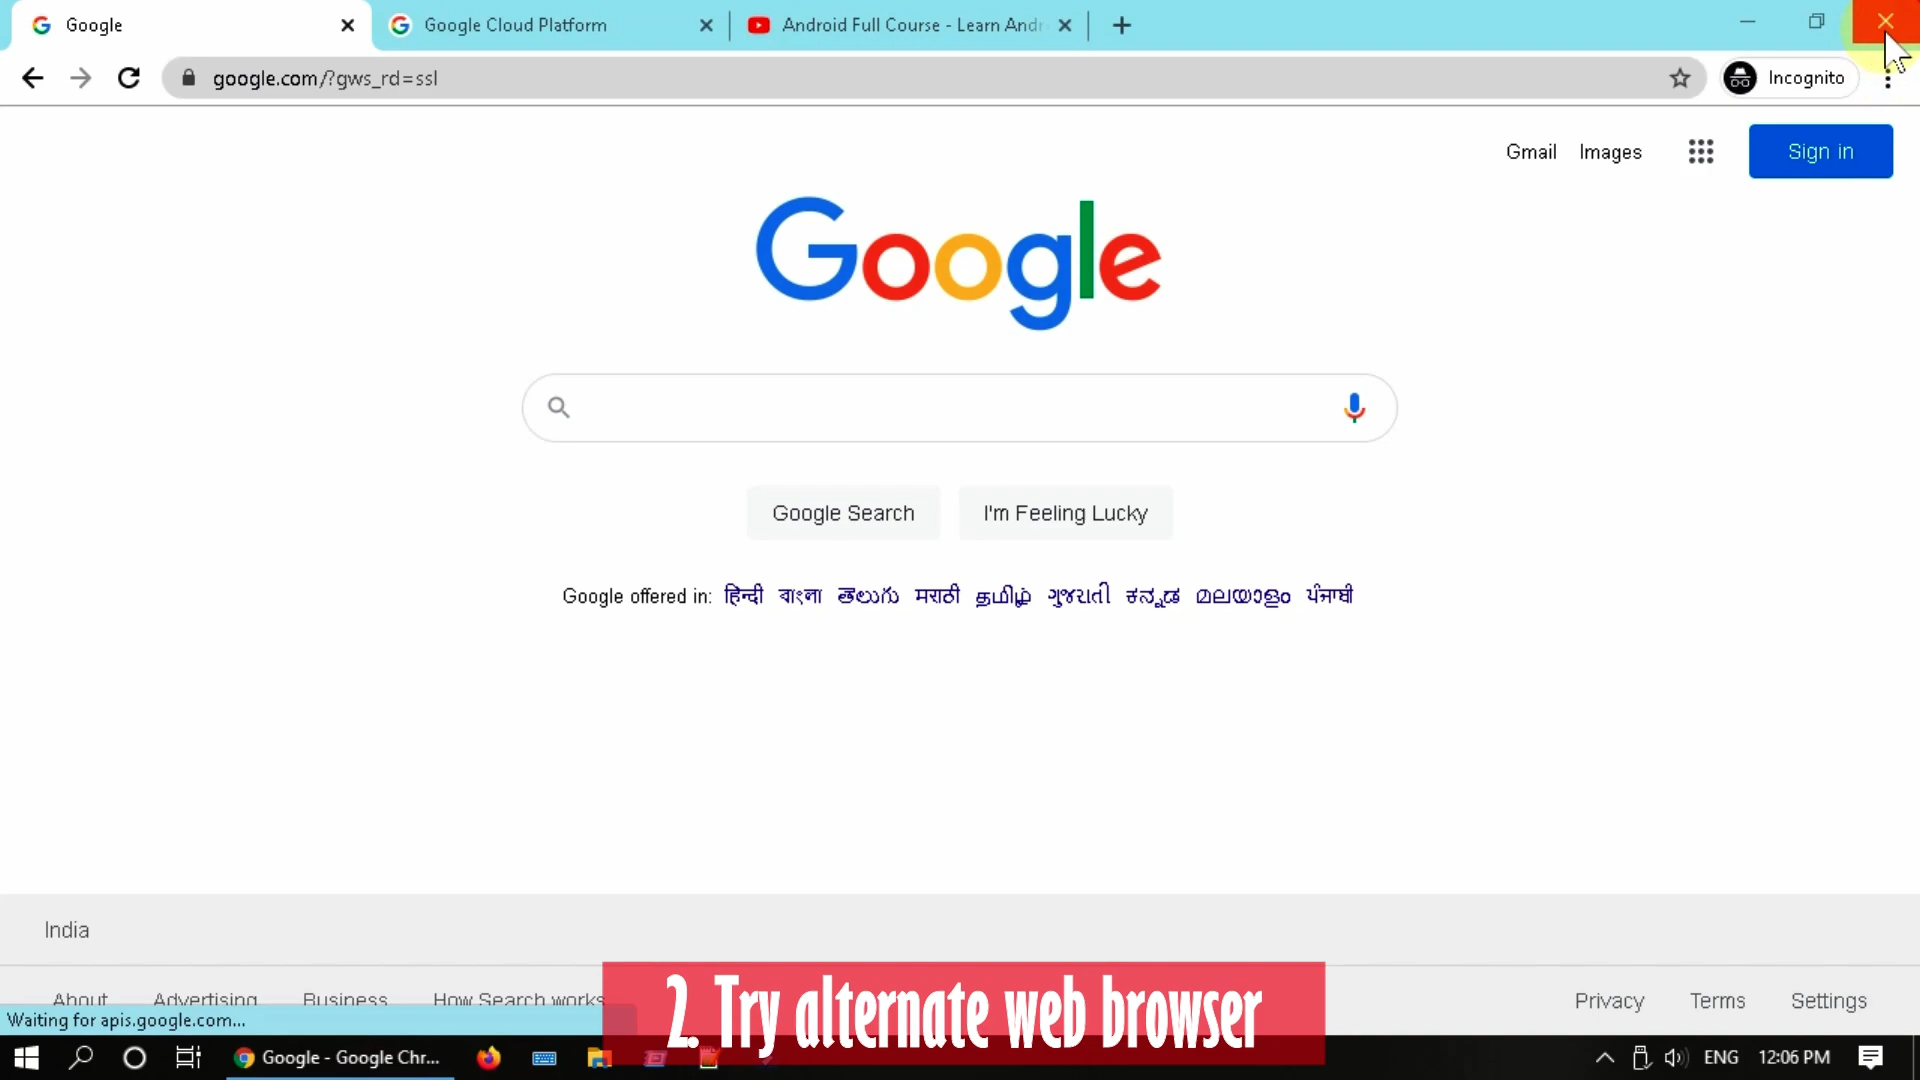 Google
Google Cloud Platform
Android Full Course - Learn Andr
google.com/?gws_rd=ssl
Incognito
Gmail Images
Sign in
Google
Google Search
I'm Feeling Lucky
Google offered in: हिन्दी বাংলা తెలుగు मराठी தமிழ் ગુજરાતી ಕನ್ನಡ മലയാളം ਪੰਜਾਬੀ
India
About Advertising Business How Search works
Privacy Terms Settings
Waiting for apis.google.com...
2. Try alternate web browser
Google - Google Chr...
ENG 12:06 PM